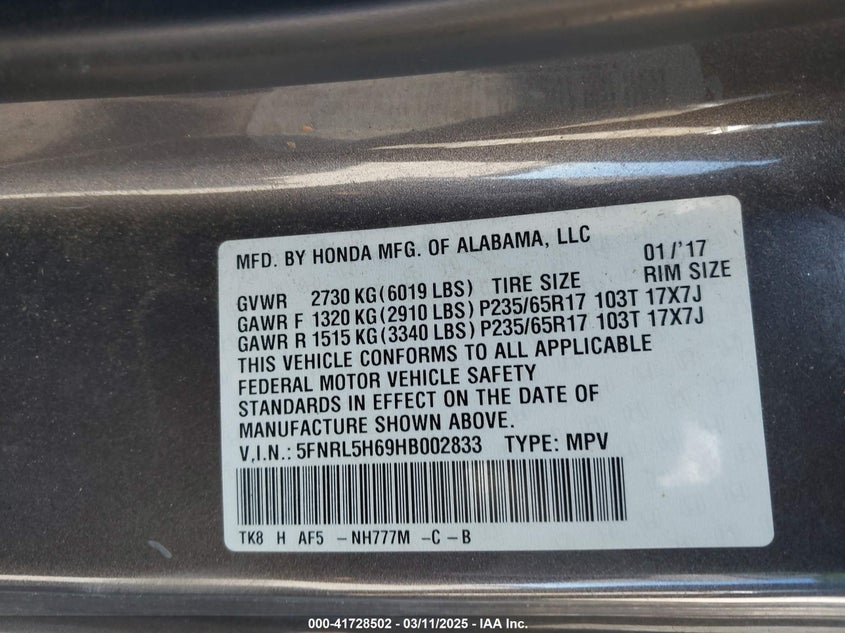 MFD. BY HONDA MFG. OF ALABAMA, LLC 01/'17
GVWR 2730 KG(6019 LBS) TIRE SIZE RIM SIZE
GAWR F 1320 KG(2910 LBS) P235/65R17 103T 17X7J
GAWR R 1515 KG(3340 LBS) P235/65R17 103T 17X7J
THIS VEHICLE CONFORMS TO ALL APPLICABLE
FEDERAL MOTOR VEHICLE SAFETY
STANDARDS IN EFFECT ON THE DATE OF
MANUFACTURE SHOWN ABOVE.
V.I.N.: 5FNRL5H69HB002833 TYPE: MPV
TK8 H AF5 -NH777M -C-B
000-41728502 - 03/11/2025 - IAA Inc.